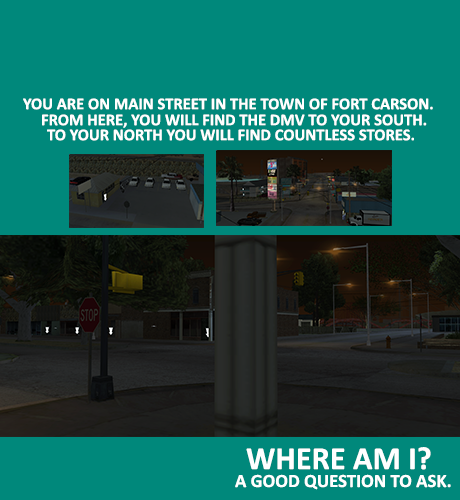 YOU ARE ON MAIN STREET IN THE TOWN OF FORT CARSON.
FROM HERE, YOU WILL FIND THE DMV TO YOUR SOUTH.
TO YOUR NORTH YOU WILL FIND COUNTLESS STORES.
STOP
WHERE AM I?
A GOOD QUESTION TO ASK.